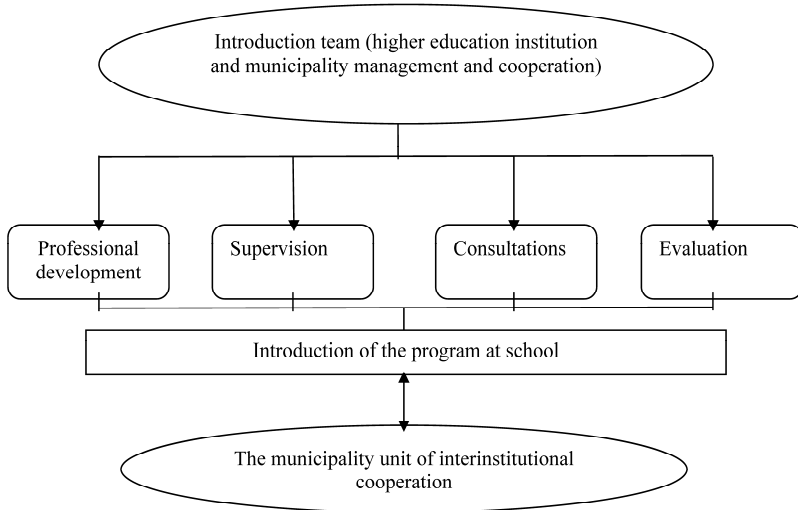 Introduction team (higher education institution
and municipality management and cooperation)
Professional
development
Supervision
Consultations
Evaluation
Introduction of the program at school
The municipality unit of interinstitutional
cooperation